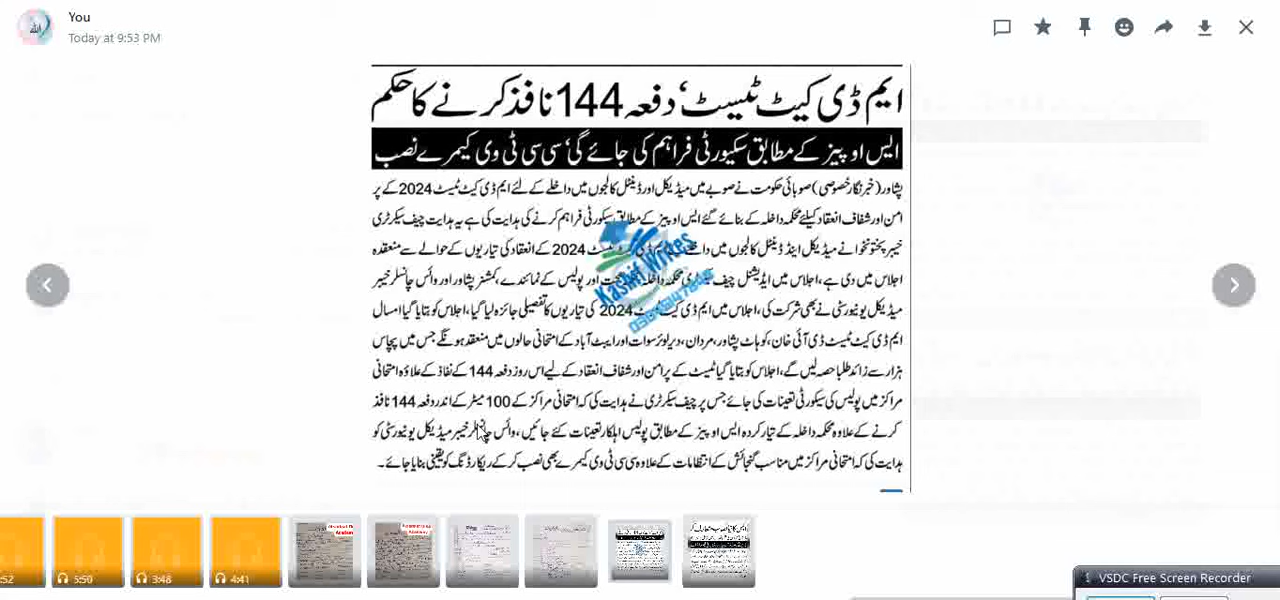 You
Today at 9:53 PM
ایم ڈی کیٹ ٹیسٹ‘ دفعہ 144 نافذ کرنے کا حکم
ایس او پیز کے مطابق سکیورٹی فراہم کی جائے گی‘ سی سی ٹی وی کیمرے نصب
پشاور (خبر نگار خصوصی) صوبائی حکومت نے صوبے میں میڈیکل اور ڈینٹل کالجوں میں داخلے کے لئے ایم ڈی کیٹ ٹیسٹ 2024 کے پر
امن اور شفاف انعقاد کیلئے محکمہ داخلہ کے بنائے گئے ایس او پیز کے مطابق سکیورٹی فراہم کرنے کی ہدایت کی ہے یہ ہدایت چیف سیکرٹری
خیبر پختونخوا نے میڈیکل اینڈ ڈینٹل کالجوں میں ایم ڈی کیٹ ٹیسٹ 2024 کے انعقاد کی تیاریوں کے حوالے سے منعقدہ
اجلاس میں دی ہے، اجلاس میں ایڈیشنل چیف سیکرٹری محکمہ داخلہ اور پولیس کے نمائندے، کمشنر پشاور اور وائس چانسلر خیبر
میڈیکل یونیورسٹی نے بھی شرکت کی، اجلاس میں ایم ڈی کیٹ ٹیسٹ 2024 کی تیاریوں کا تفصیلی جائزہ لیا گیا، اجلاس کو بتایا گیا امسال
ایم ڈی کیٹ ٹیسٹ ڈی آئی خان، کوہاٹ پشاور، مردان، دیر لوئر سوات اور ایبٹ آباد کے امتحانی حالوں میں منعقد ہونگے جس میں پچاس
ہزار سے زائد طلبا حصہ لیں گے، اجلاس کو بتایا گیا ٹیسٹ کے پر امن اور شفاف انعقاد کے لیے اس روز دفعہ 144 کے نفاذ کے علاوہ امتحانی
مراکز میں پولیس کی سیکورٹی تعینات کی جائے جس پر چیف سیکرٹری نے ہدایت کی کہ امتحانی مراکز کے 100 میٹر کے اندر دفعہ 144 نافذ
کرنے کے علاوہ محکمہ داخلہ کے تیار کردہ ایس او پیز کے مطابق پولیس اہلکار تعینات کئے جائیں، وائس چانسلر خیبر میڈیکل یونیورسٹی کو
ہدایت کی کہ امتحانی مراکز میں مناسب گنجائش کے انتظامات کے علاوہ سی سی ٹی وی کیمرے بھی نصب کر کے ریکارڈنگ کو یقینی بنایا جائے۔
Kashif Writes
:52
5:50
3:48
4:41
VSDC Free Screen Recorder